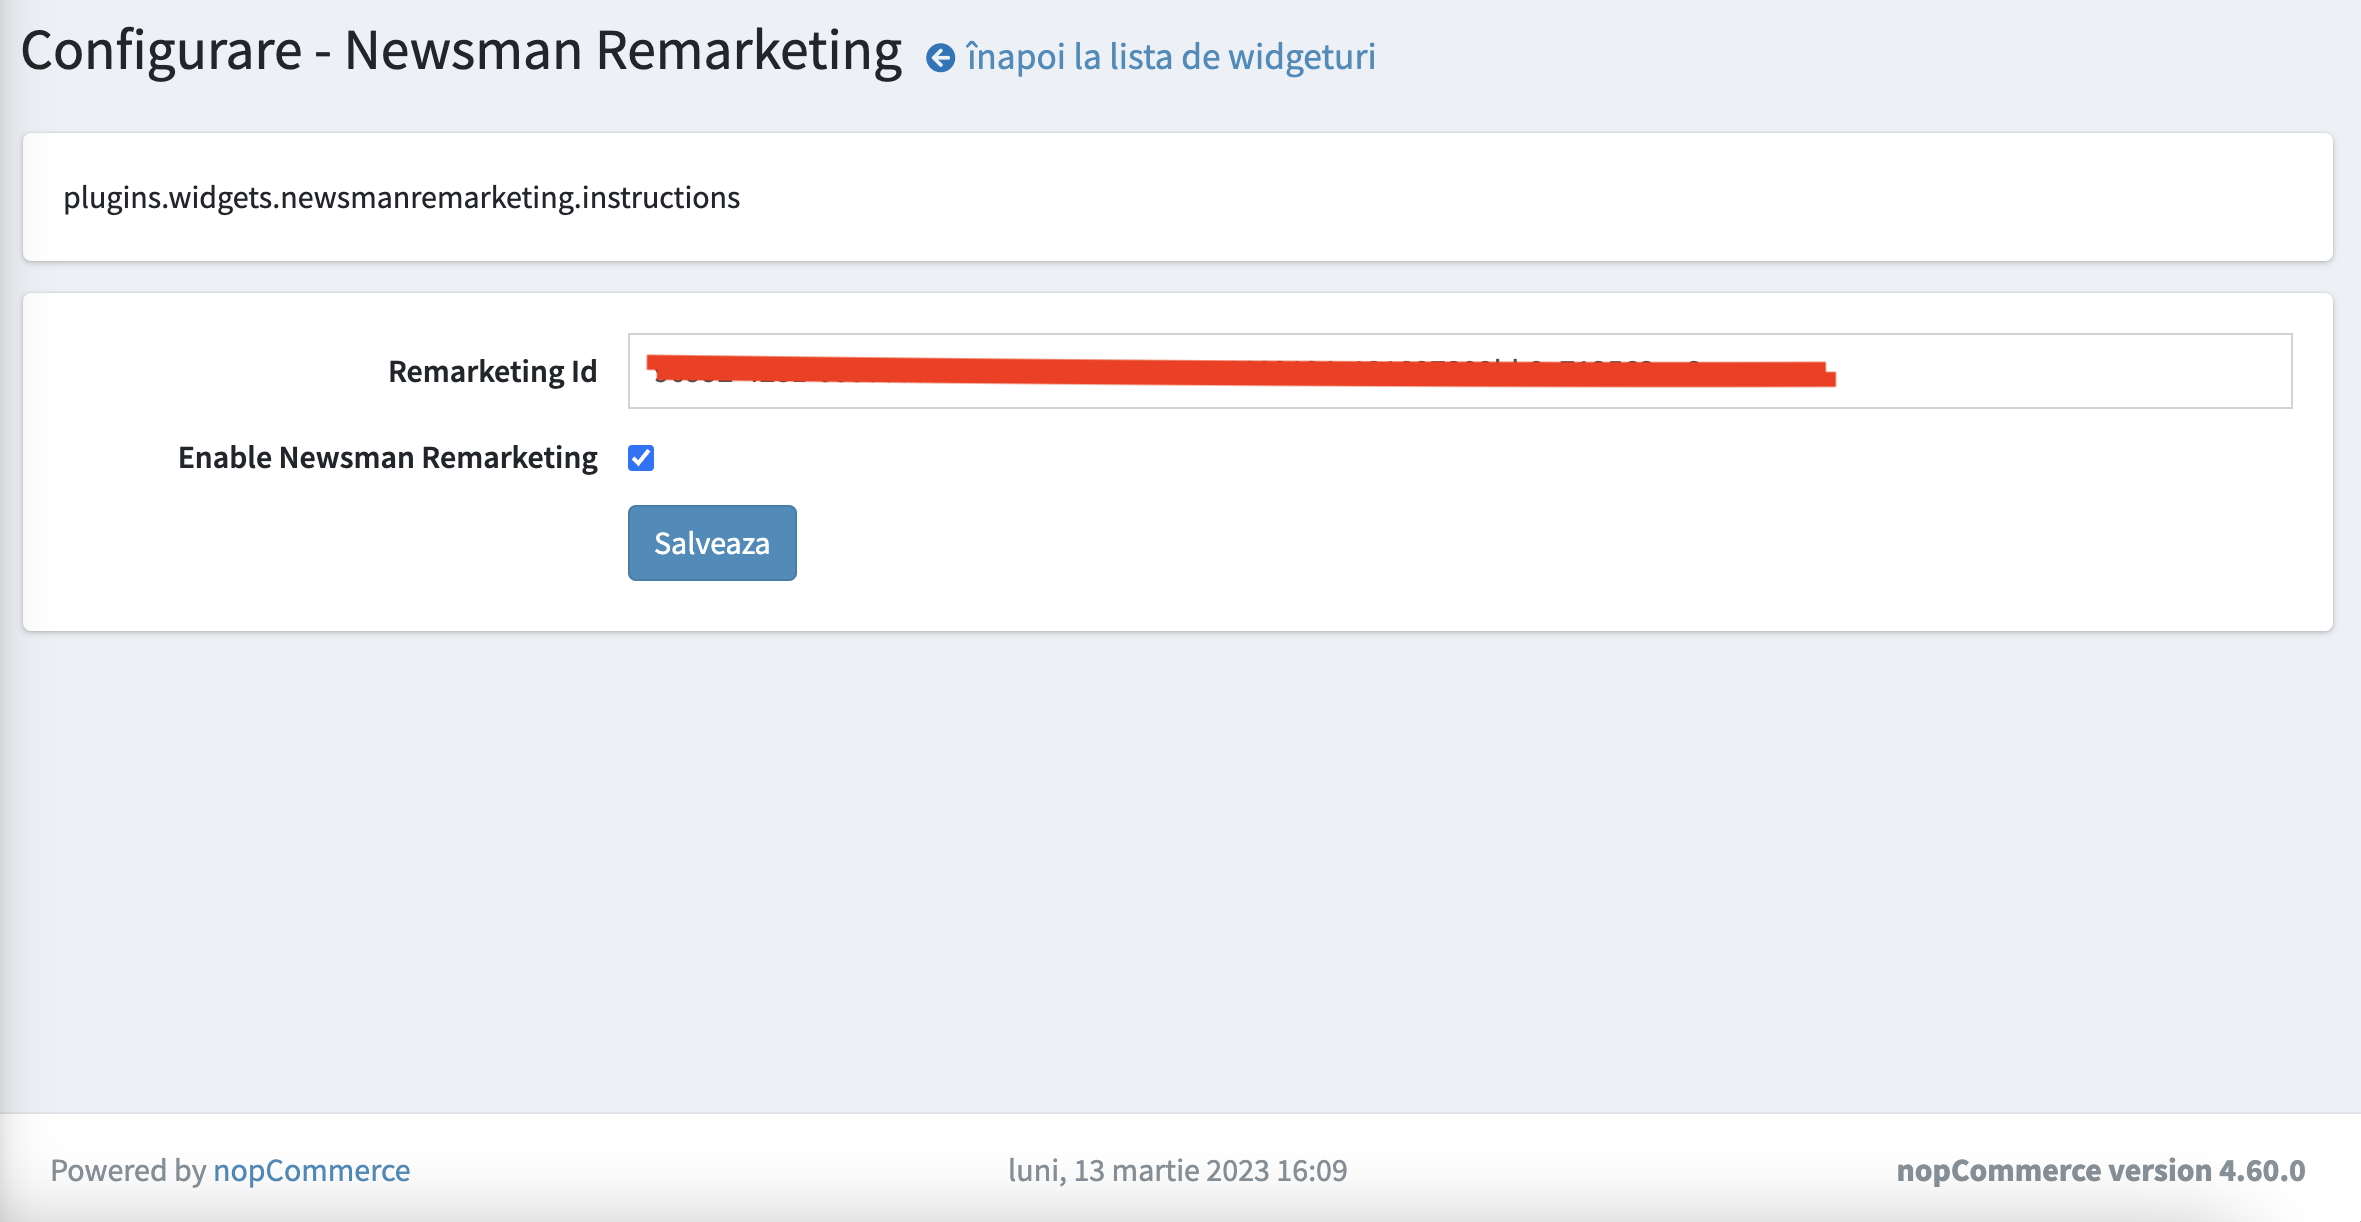 Configurare - Newsman Remarketing înapoi la lista de widgeturi
plugins.widgets.newsmanremarketing.instructions
Remarketing Id
Enable Newsman Remarketing
Salveaza
Powered by nopCommerce
luni, 13 martie 2023 16:09
nopCommerce version 4.60.0